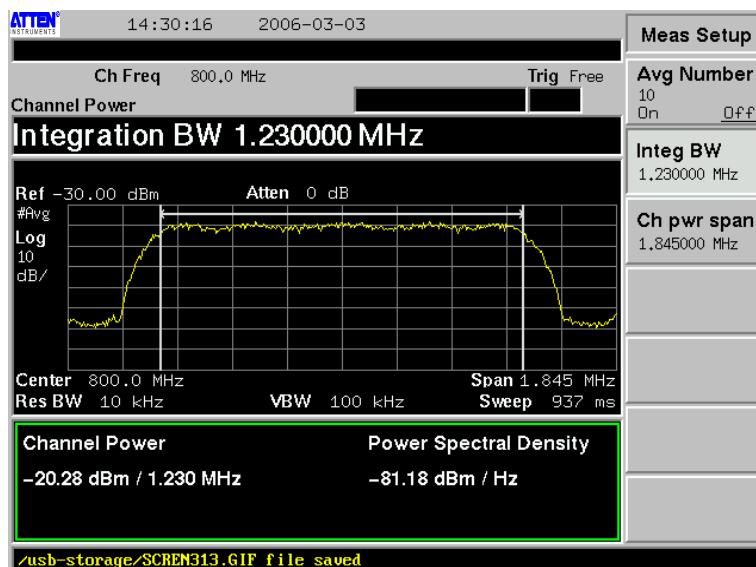 ATTEN®
INSTRUMENTS
14:30:16 2006-03-03
Ch Freq 800.0 MHz Trig Free
Channel Power
Integration BW 1.230000 MHz
Ref -30.00 dBm Atten 0 dB
#Avg
Log
10
dB/
Center 800.0 MHz Span 1.845 MHz
Res BW 10 kHz VBW 100 kHz Sweep 937 ms
Channel Power Power Spectral Density
-20.28 dBm / 1.230 MHz -81.18 dBm / Hz
/usb-storage/SCREN313.GIF file saved
Meas Setup
Avg Number
10
On Off
Integ BW
1.230000 MHz
Ch pwr span
1.845000 MHz